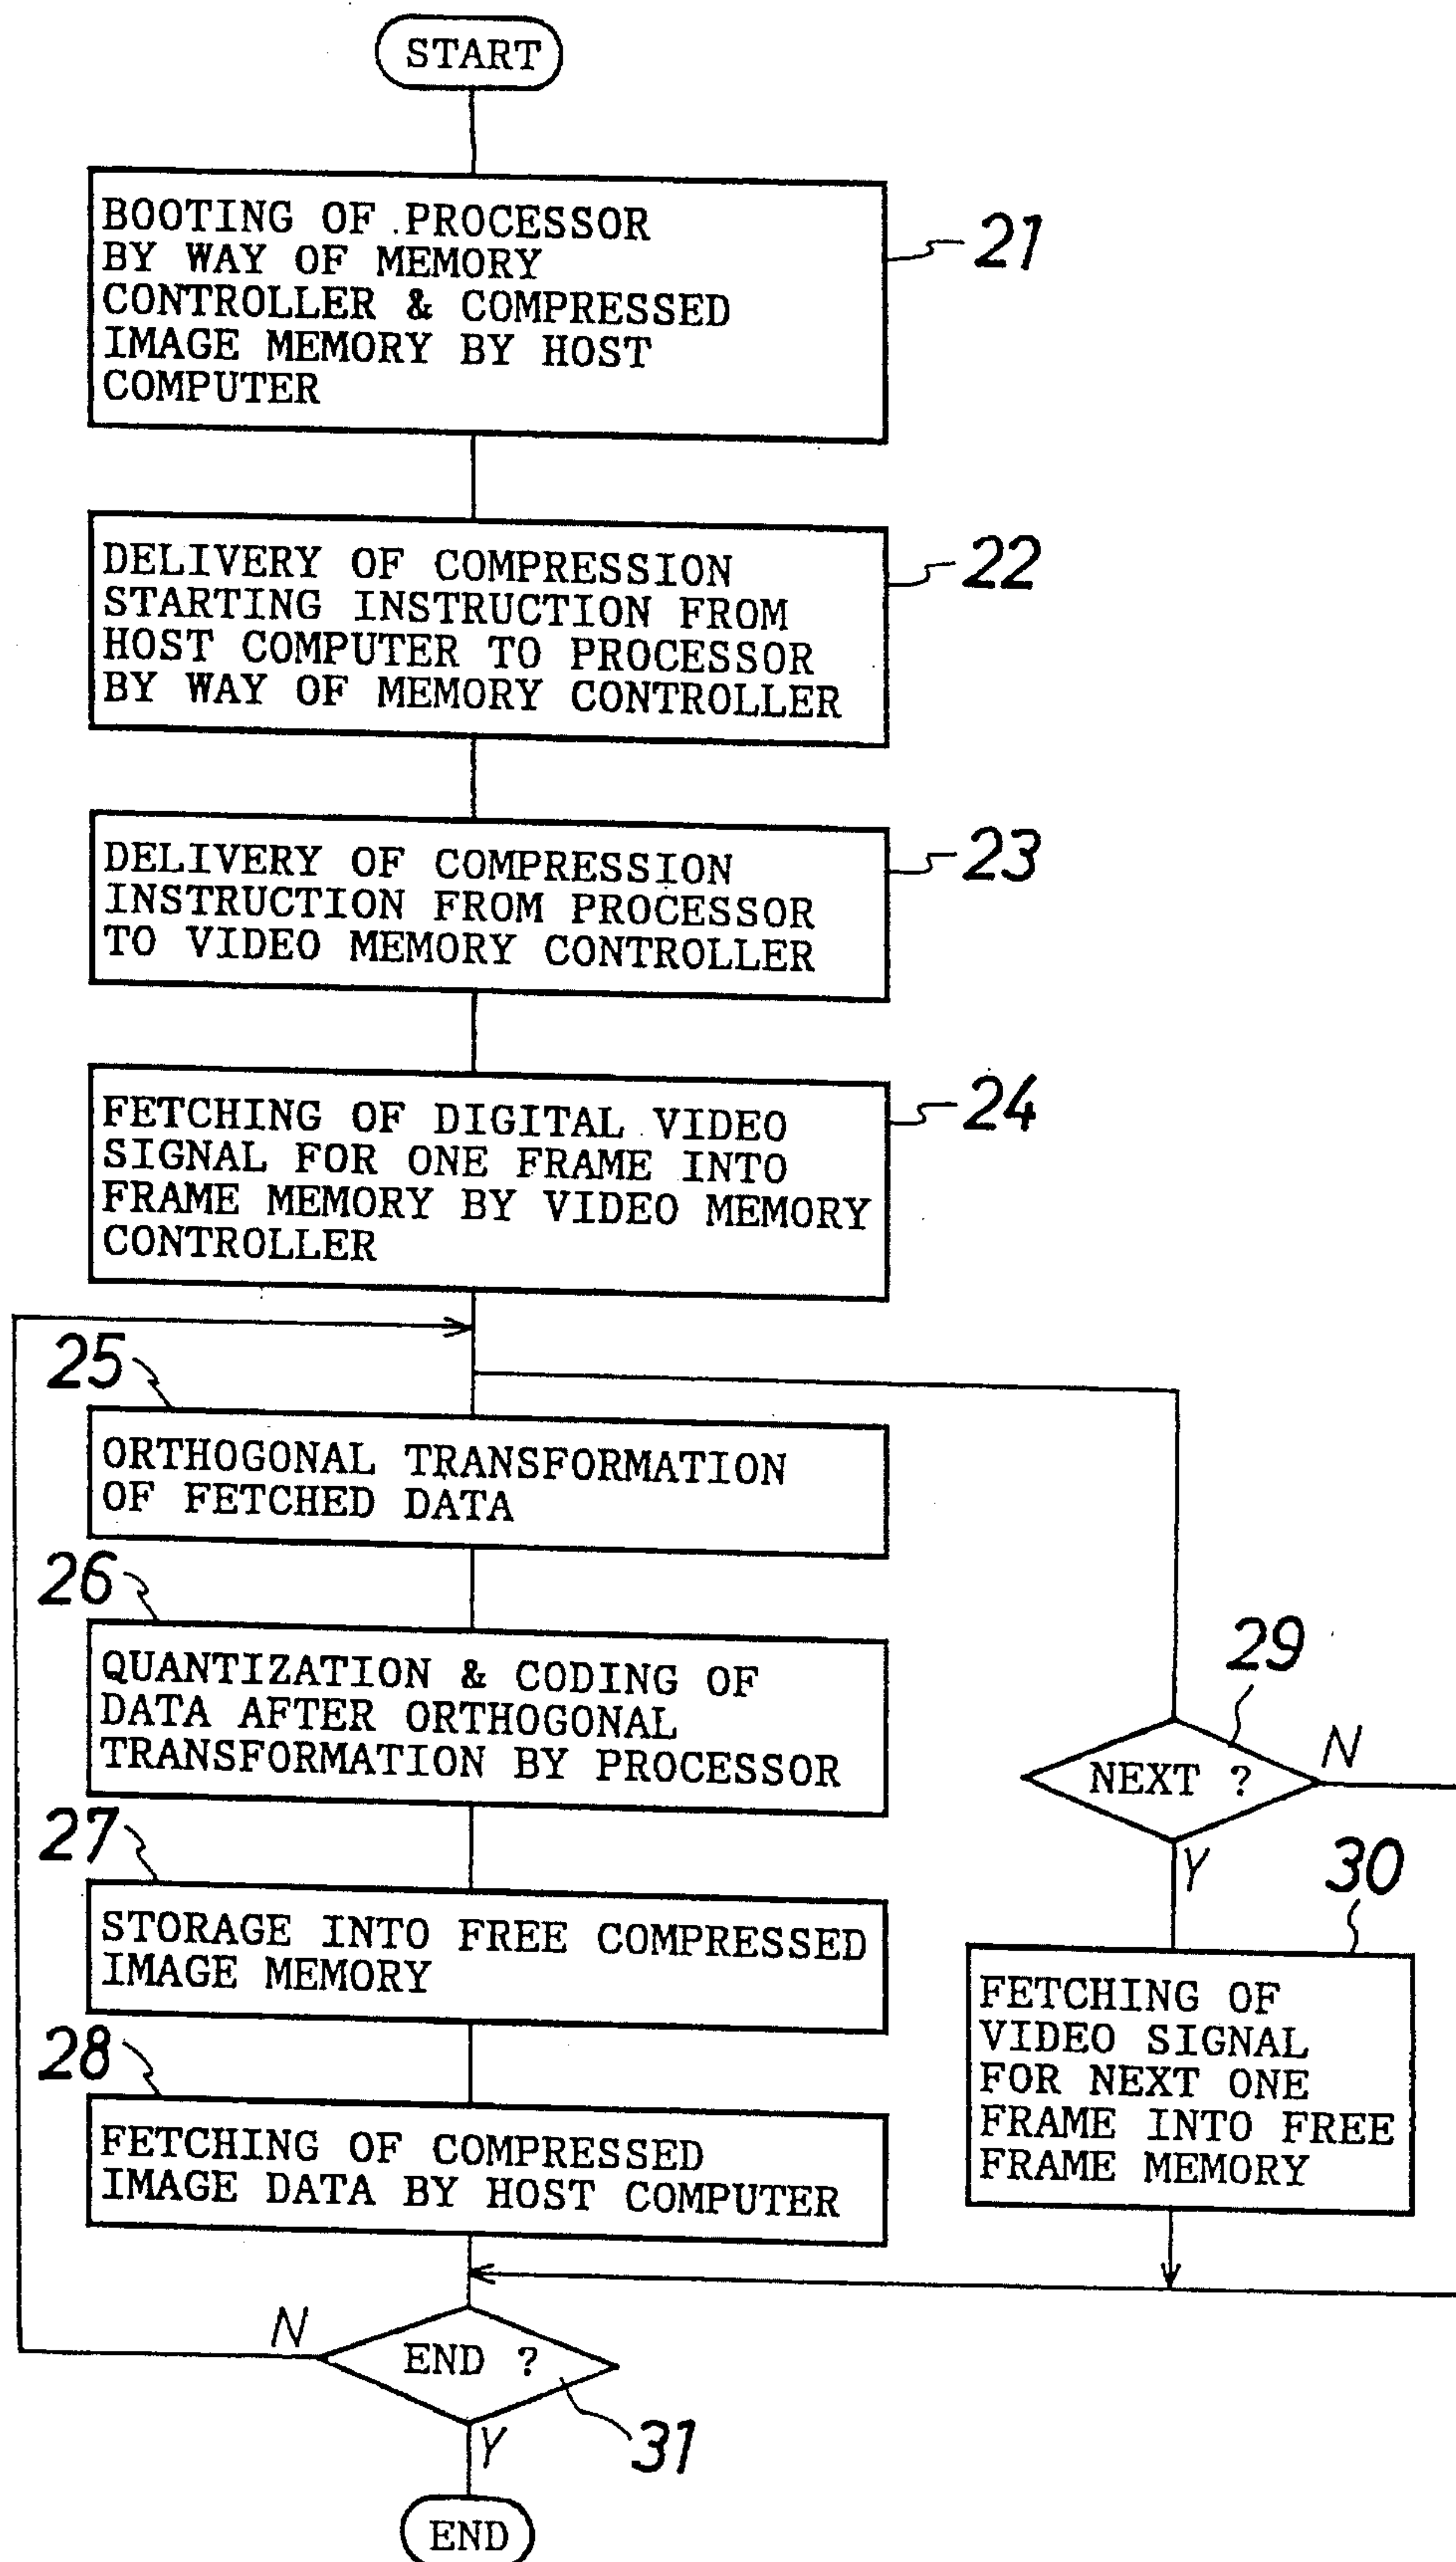 START
BOOTING OF PROCESSOR
BY WAY OF MEMORY
CONTROLLER & COMPRESSED
IMAGE MEMORY BY HOST
COMPUTER
21
DELIVERY OF COMPRESSION
STARTING INSTRUCTION FROM
HOST COMPUTER TO PROCESSOR
BY WAY OF MEMORY CONTROLLER
22
DELIVERY OF COMPRESSION
INSTRUCTION FROM PROCESSOR
TO VIDEO MEMORY CONTROLLER
23
FETCHING OF DIGITAL VIDEO
SIGNAL FOR ONE FRAME INTO
FRAME MEMORY BY VIDEO MEMORY
CONTROLLER
24
25
ORTHOGONAL TRANSFORMATION
OF FETCHED DATA
26
QUANTIZATION & CODING OF
DATA AFTER ORTHOGONAL
TRANSFORMATION BY PROCESSOR
27
STORAGE INTO FREE COMPRESSED
IMAGE MEMORY
28
FETCHING OF COMPRESSED
IMAGE DATA BY HOST COMPUTER
29
NEXT ?
N
Y
30
FETCHING OF
VIDEO SIGNAL
FOR NEXT ONE
FRAME INTO FREE
FRAME MEMORY
N
END ?
31
Y
END